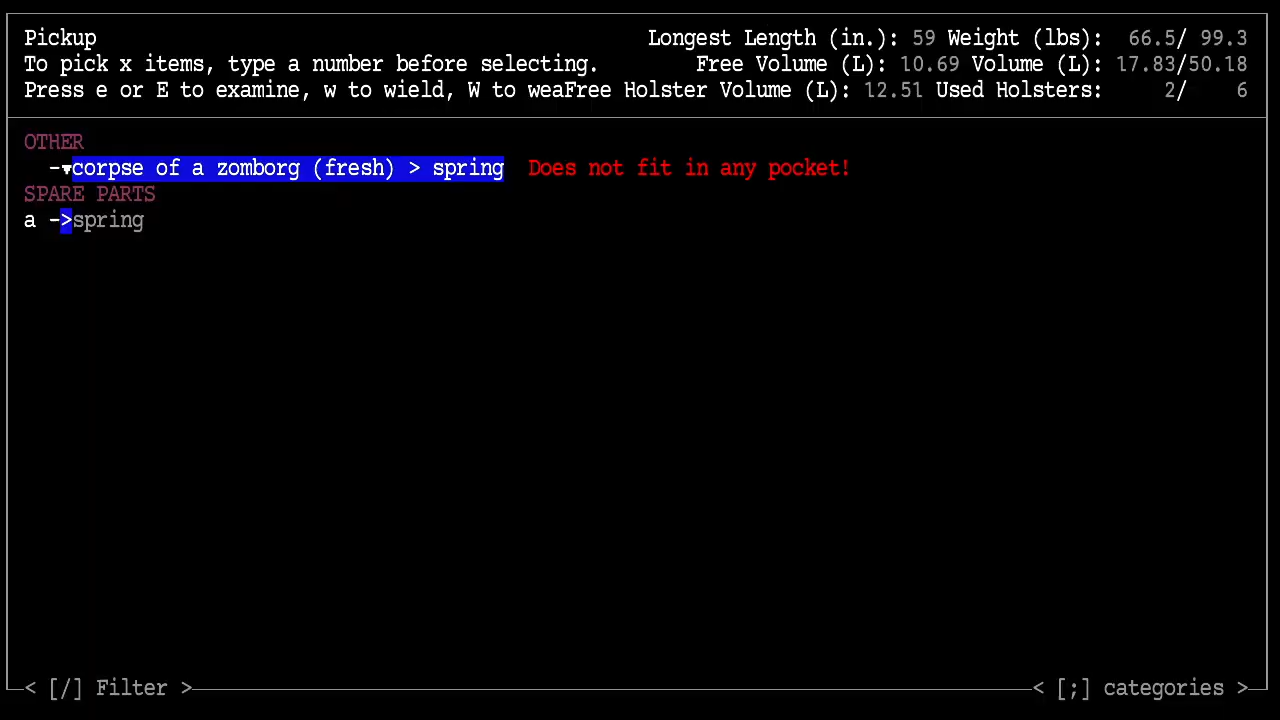 Pickup Longest Length (in.): 59 Weight (lbs): 66.5/ 99.3
To pick x items, type a number before selecting. Free Volume (L): 10.69 Volume (L): 17.83/50.18
Press e or E to examine, w to wield, W to weaFree Holster Volume (L): 12.51 Used Holsters: 2/ 6
OTHER
-▾corpse of a zomborg (fresh) > spring Does not fit in any pocket!
SPARE PARTS
a ->spring
< [/] Filter > < [;] categories >